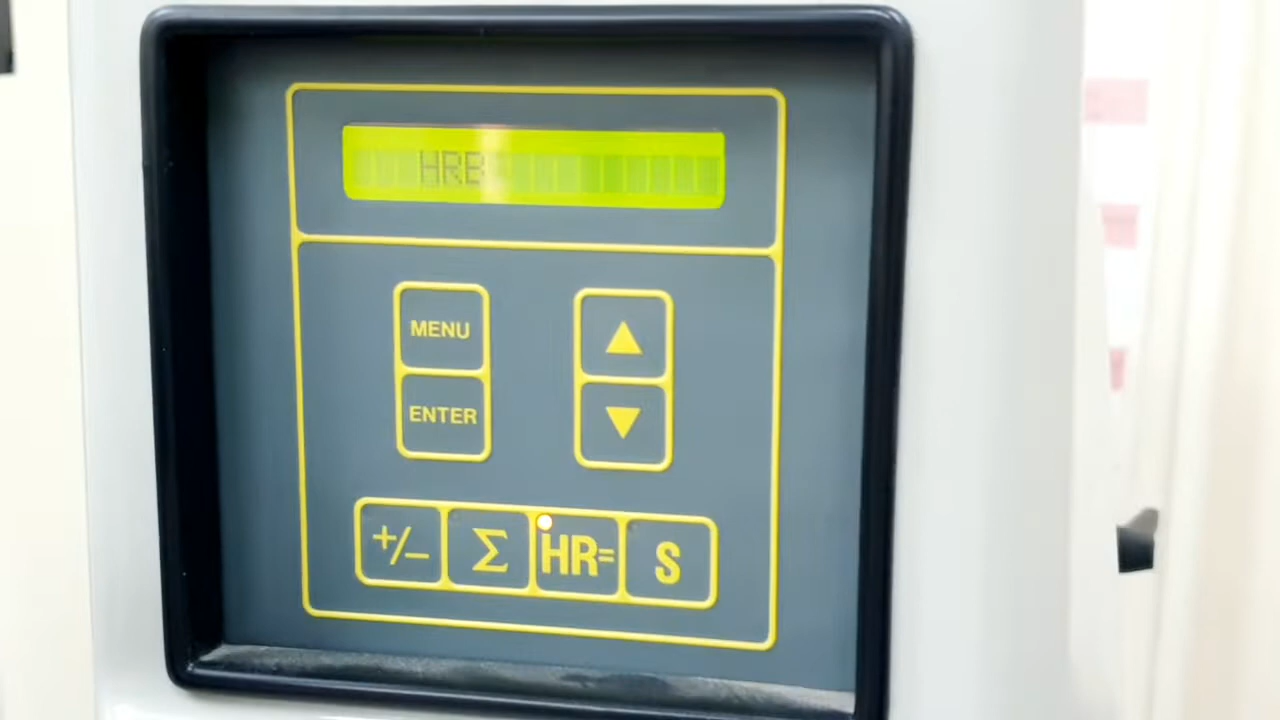 HRB
MENU
ENTER
+/−
Σ
HR=
S